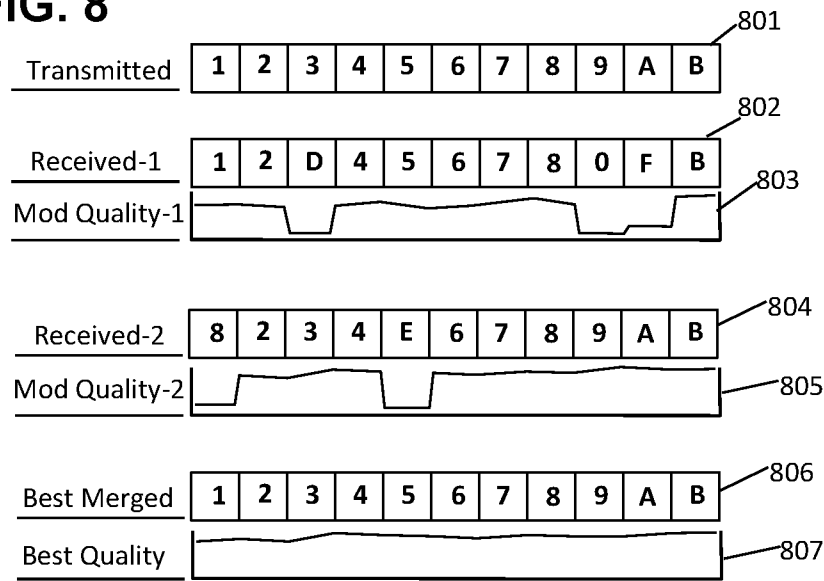 FIG. 8
801
Transmitted 1 2 3 4 5 6 7 8 9 A B
802
Received-1 1 2 D 4 5 6 7 8 0 F B
803
Mod Quality-1
804
Received-2 8 2 3 4 E 6 7 8 9 A B
Mod Quality-2 805
806
Best Merged 1 2 3 4 5 6 7 8 9 A B
Best Quality 807